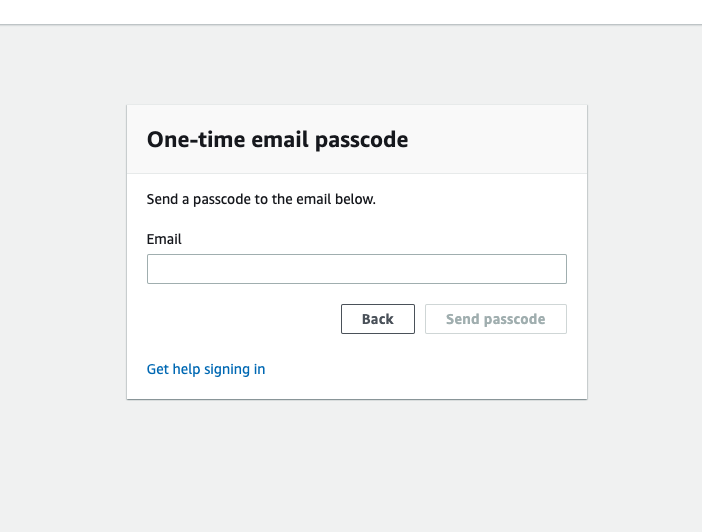 One-time email passcode
Send a passcode to the email below.
Email
Back
Send passcode
Get help signing in